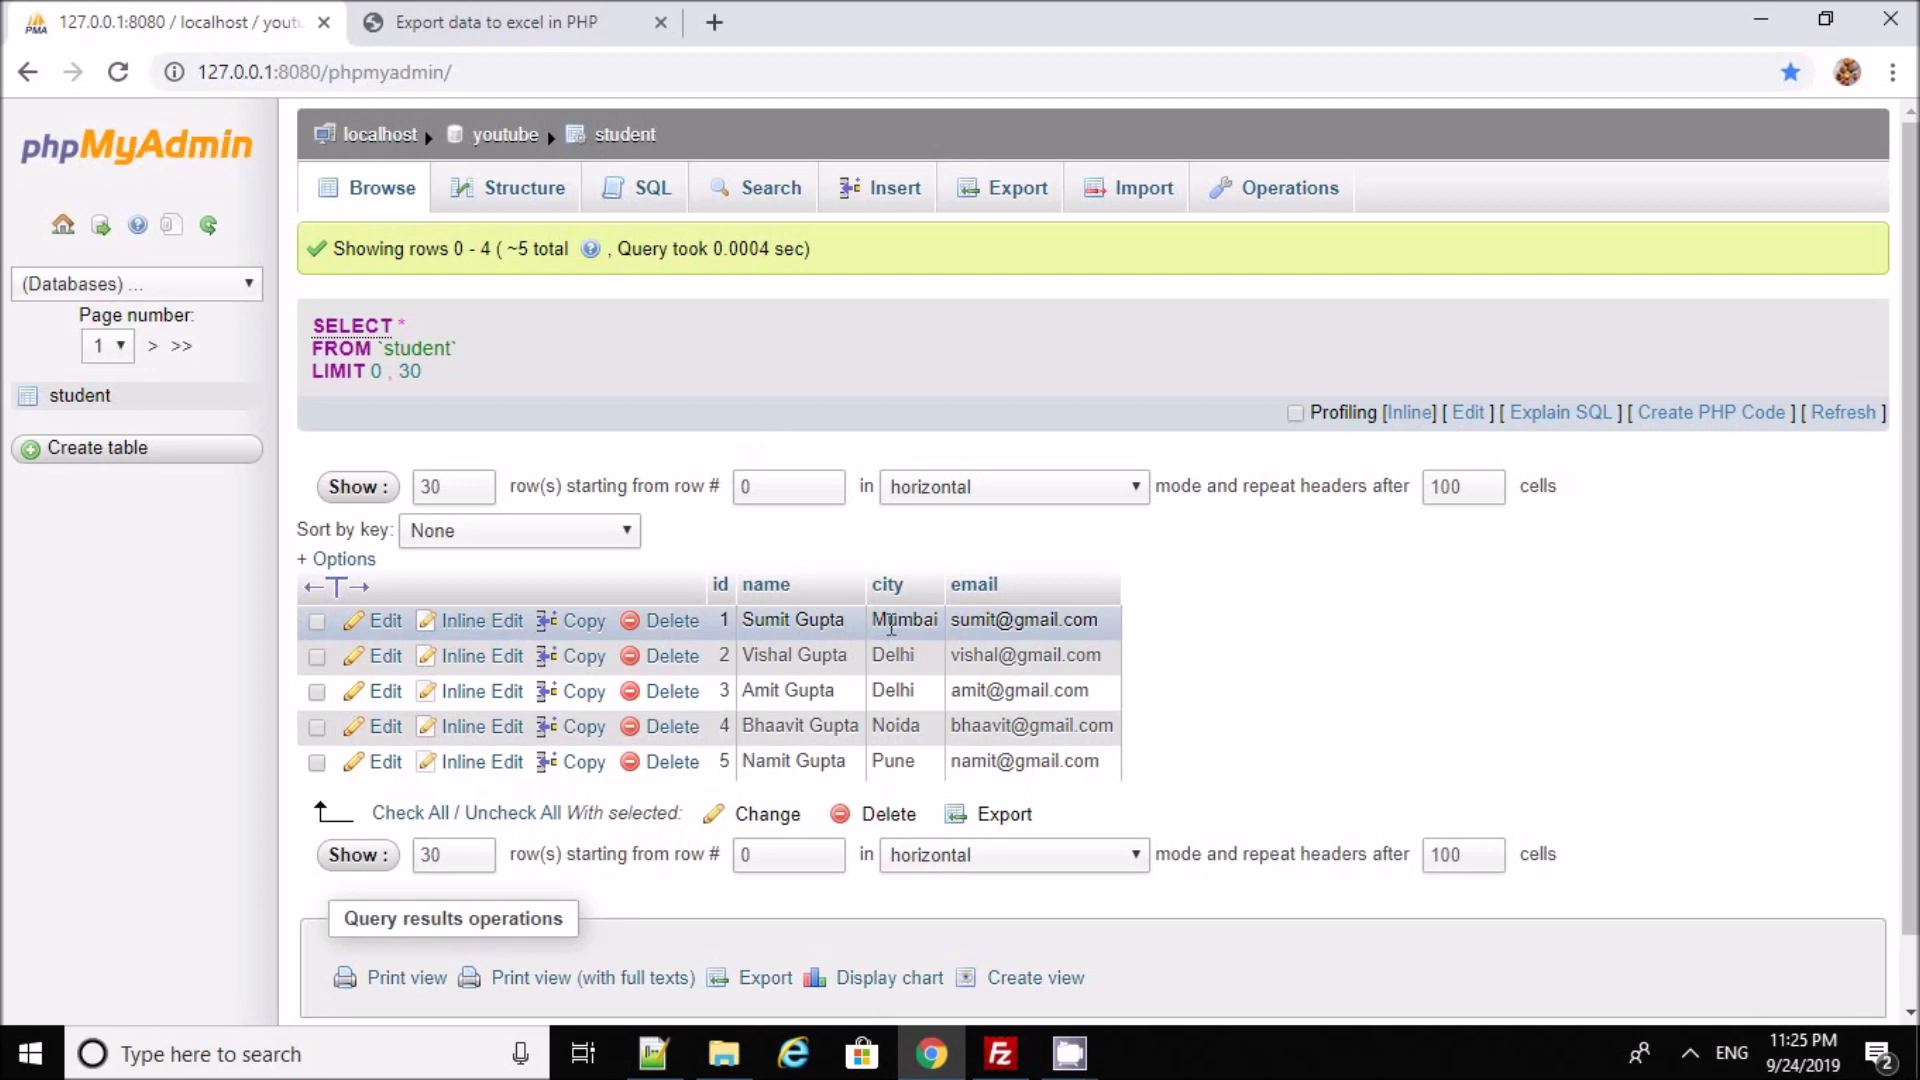 127.0.0.1:8080 / localhost / youtu
Export data to excel in PHP
127.0.0.1:8080/phpmyadmin/
phpMyAdmin
localhost youtube student
Browse Structure SQL Search Insert Export Import Operations
Showing rows 0 - 4 ( ~5 total , Query took 0.0004 sec)
(Databases) ...
Page number:
1 > >>
student
Create table
SELECT *
FROM `student`
LIMIT 0 , 30
Profiling [Inline] [ Edit ] [ Explain SQL ] [ Create PHP Code ] [ Refresh ]
Show : 30 row(s) starting from row # 0 in horizontal mode and repeat headers after 100 cells
Sort by key: None
+ Options
←T→ id name city email
Edit Inline Edit Copy Delete 1 Sumit Gupta Mumbai sumit@gmail.com
Edit Inline Edit Copy Delete 2 Vishal Gupta Delhi vishal@gmail.com
Edit Inline Edit Copy Delete 3 Amit Gupta Delhi amit@gmail.com
Edit Inline Edit Copy Delete 4 Bhaavit Gupta Noida bhaavit@gmail.com
Edit Inline Edit Copy Delete 5 Namit Gupta Pune namit@gmail.com
Check All / Uncheck All With selected: Change Delete Export
Show : 30 row(s) starting from row # 0 in horizontal mode and repeat headers after 100 cells
Query results operations
Print view Print view (with full texts) Export Display chart Create view
Type here to search
ENG
11:25 PM
9/24/2019
2